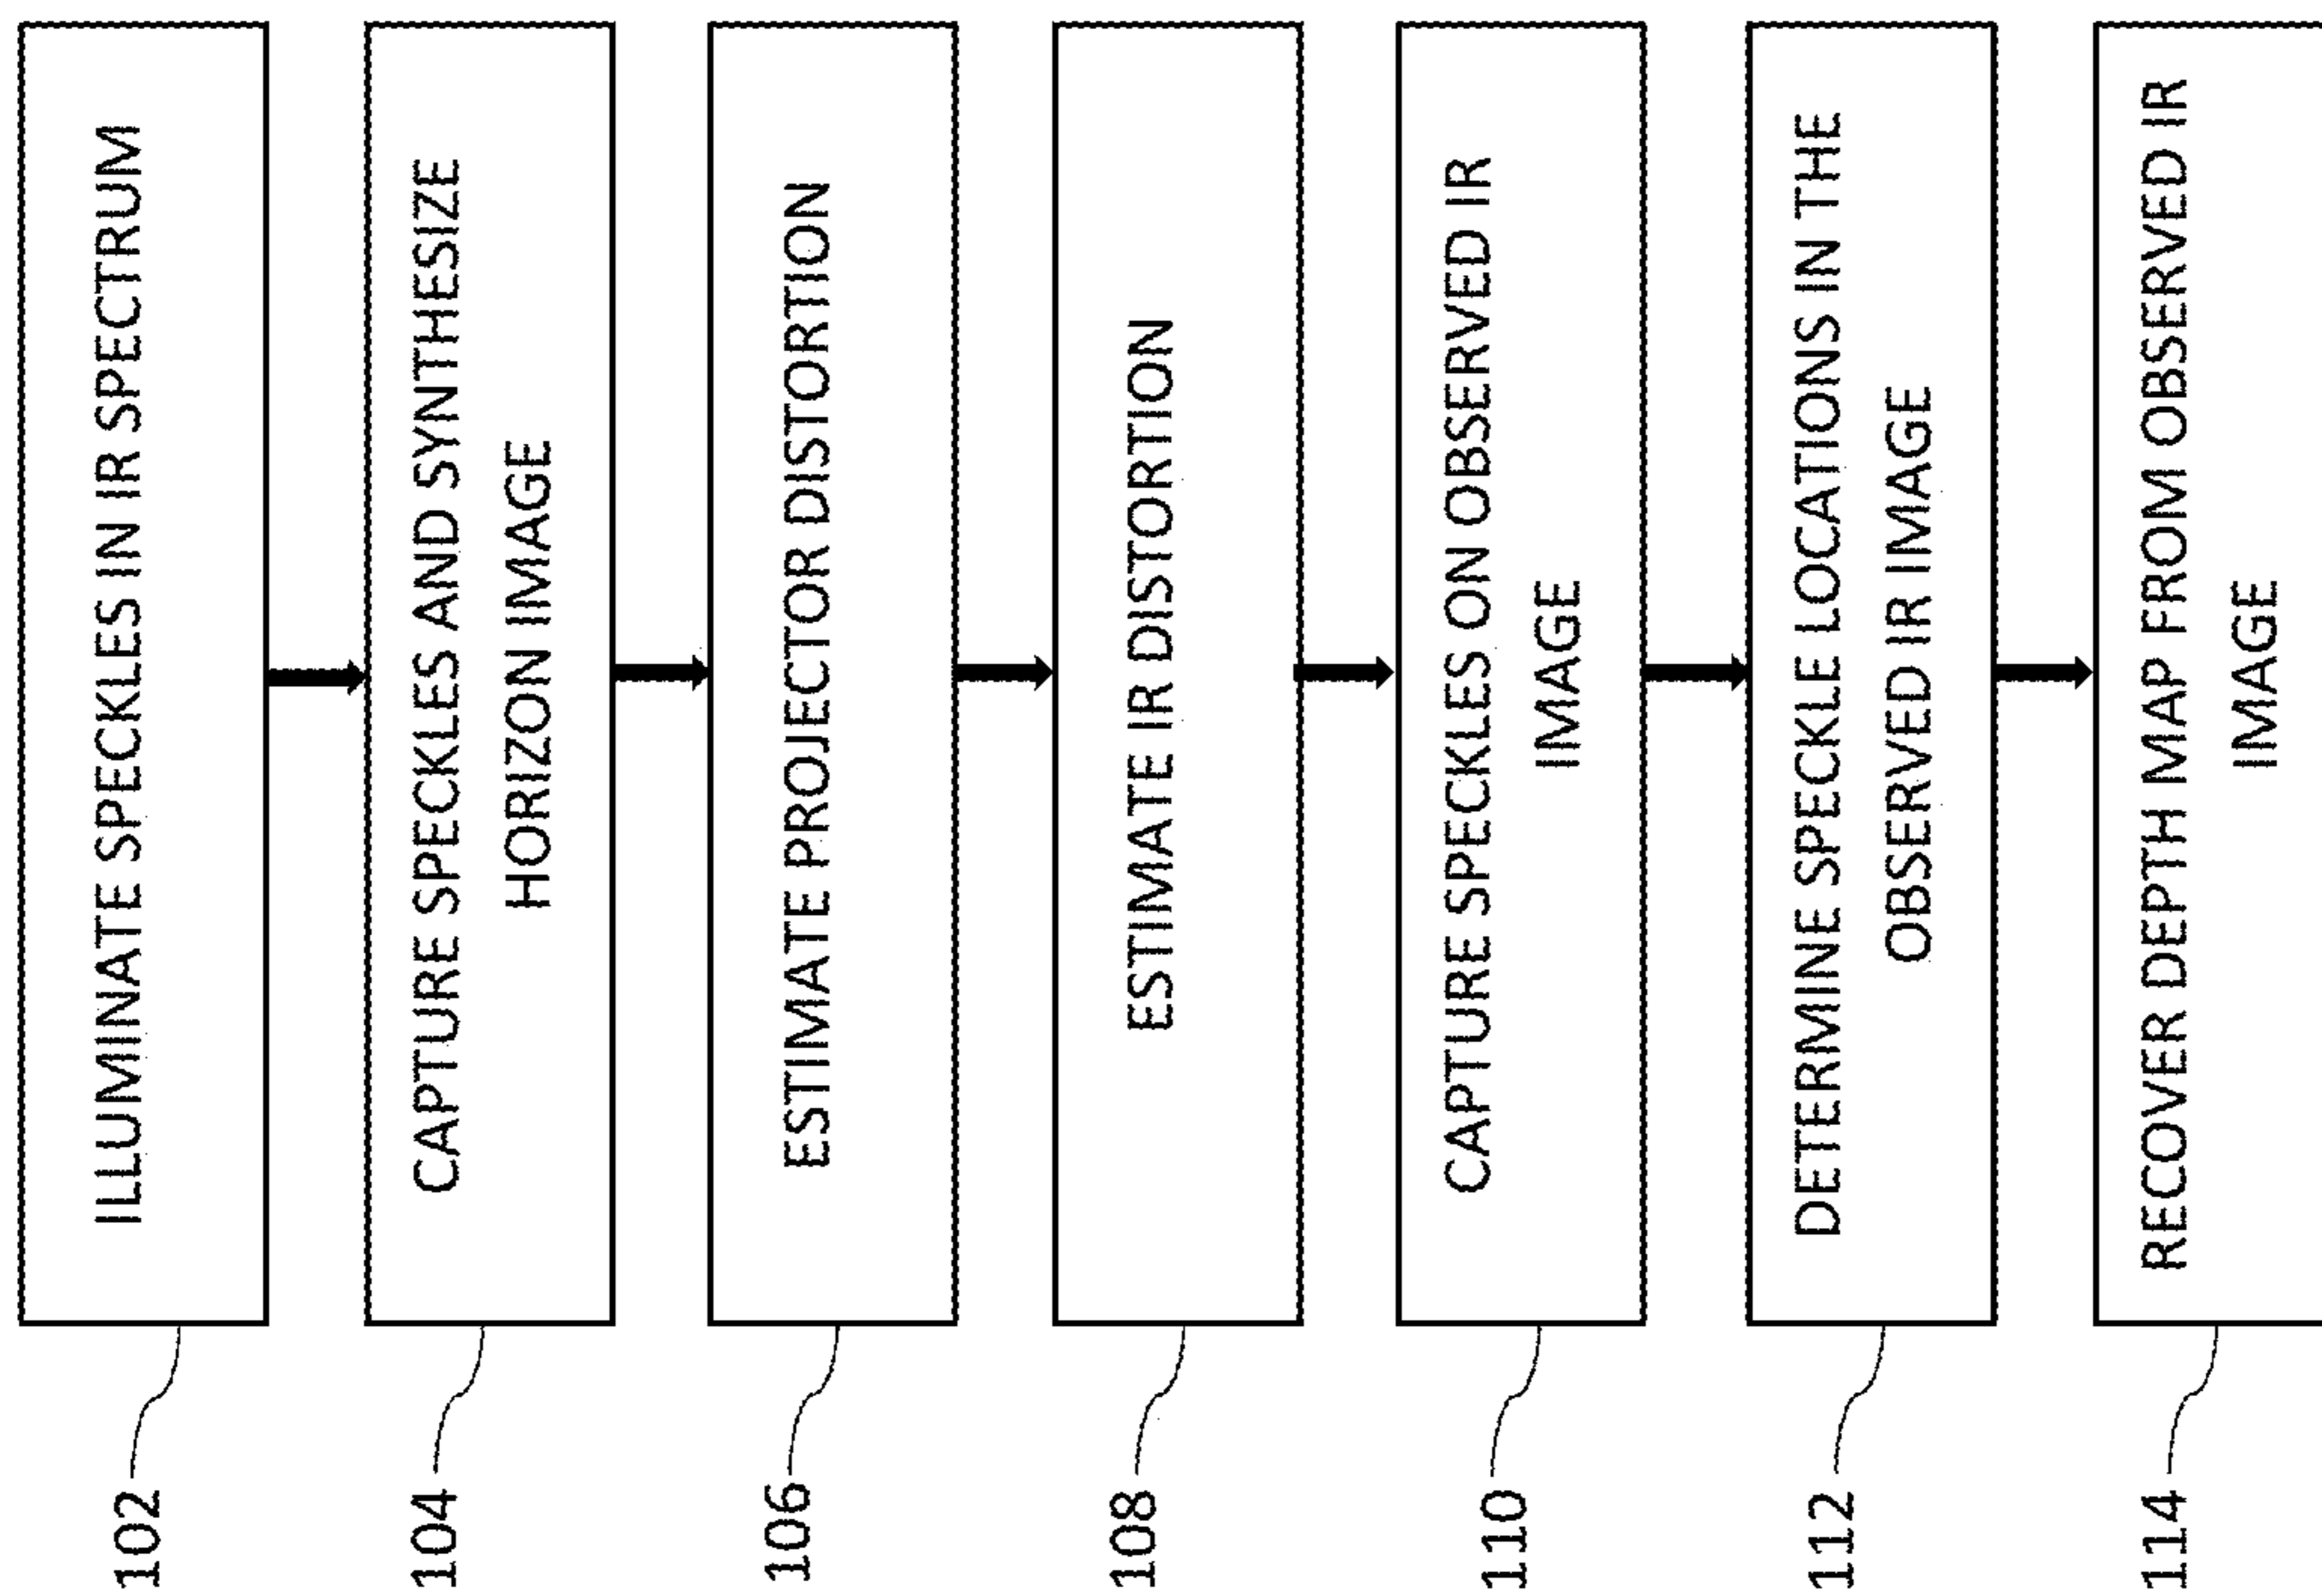 102
ILLUMINATE SPECKLES IN IR SPECTRUM
104
CAPTURE SPECKLES AND SYNTHESIZE
HORIZON IMAGE
106
ESTIMATE PROJECTOR DISTORTION
108
ESTIMATE IR DISTORTION
110
CAPTURE SPECKLES ON OBSERVED IR
IMAGE
112
DETERMINE SPECKLE LOCATIONS IN THE
OBSERVED IR IMAGE
114
RECOVER DEPTH MAP FROM OBSERVED IR
IMAGE